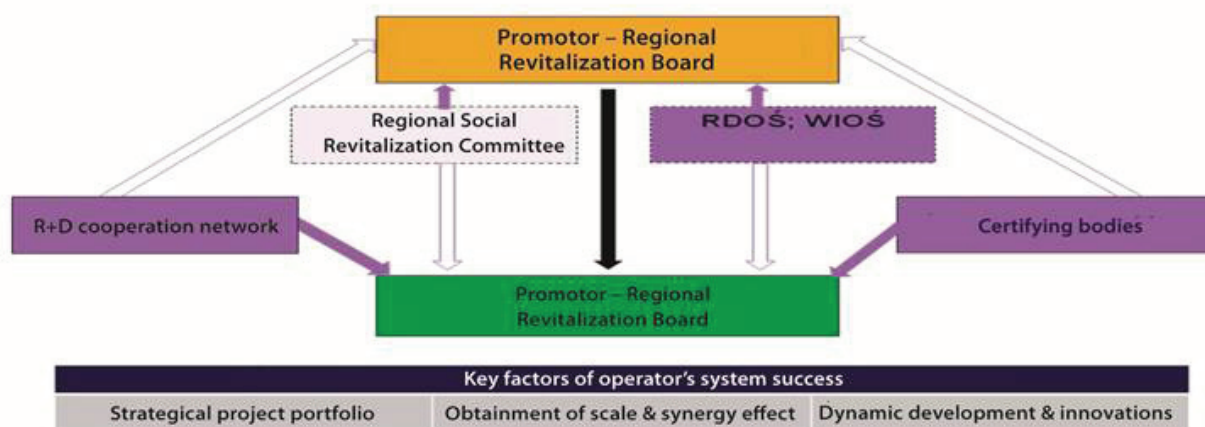 Promotor – Regional
Revitalization Board
Regional Social
Revitalization Committee
RDOŚ; WIOŚ
R+D cooperation network
Certifying bodies
Promotor – Regional
Revitalization Board
Key factors of operator's system success
Strategical project portfolio
Obtainment of scale & synergy effect
Dynamic development & innovations